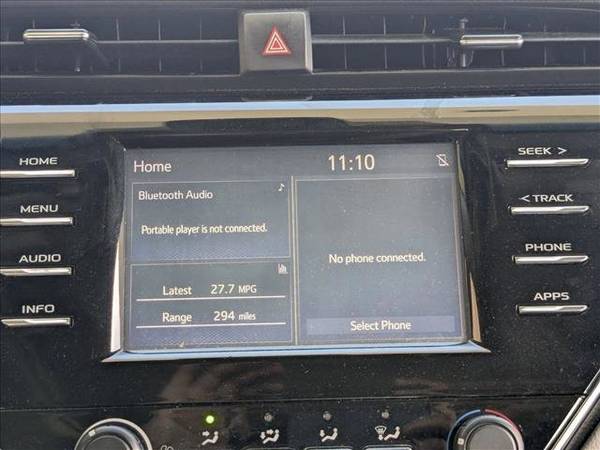 HOME
MENU
AUDIO
INFO
Home 11:10
Bluetooth Audio
Portable player is not connected.
Latest 27.7 MPG
Range 294 miles
No phone connected.
Select Phone
SEEK >
< TRACK
PHONE
APPS